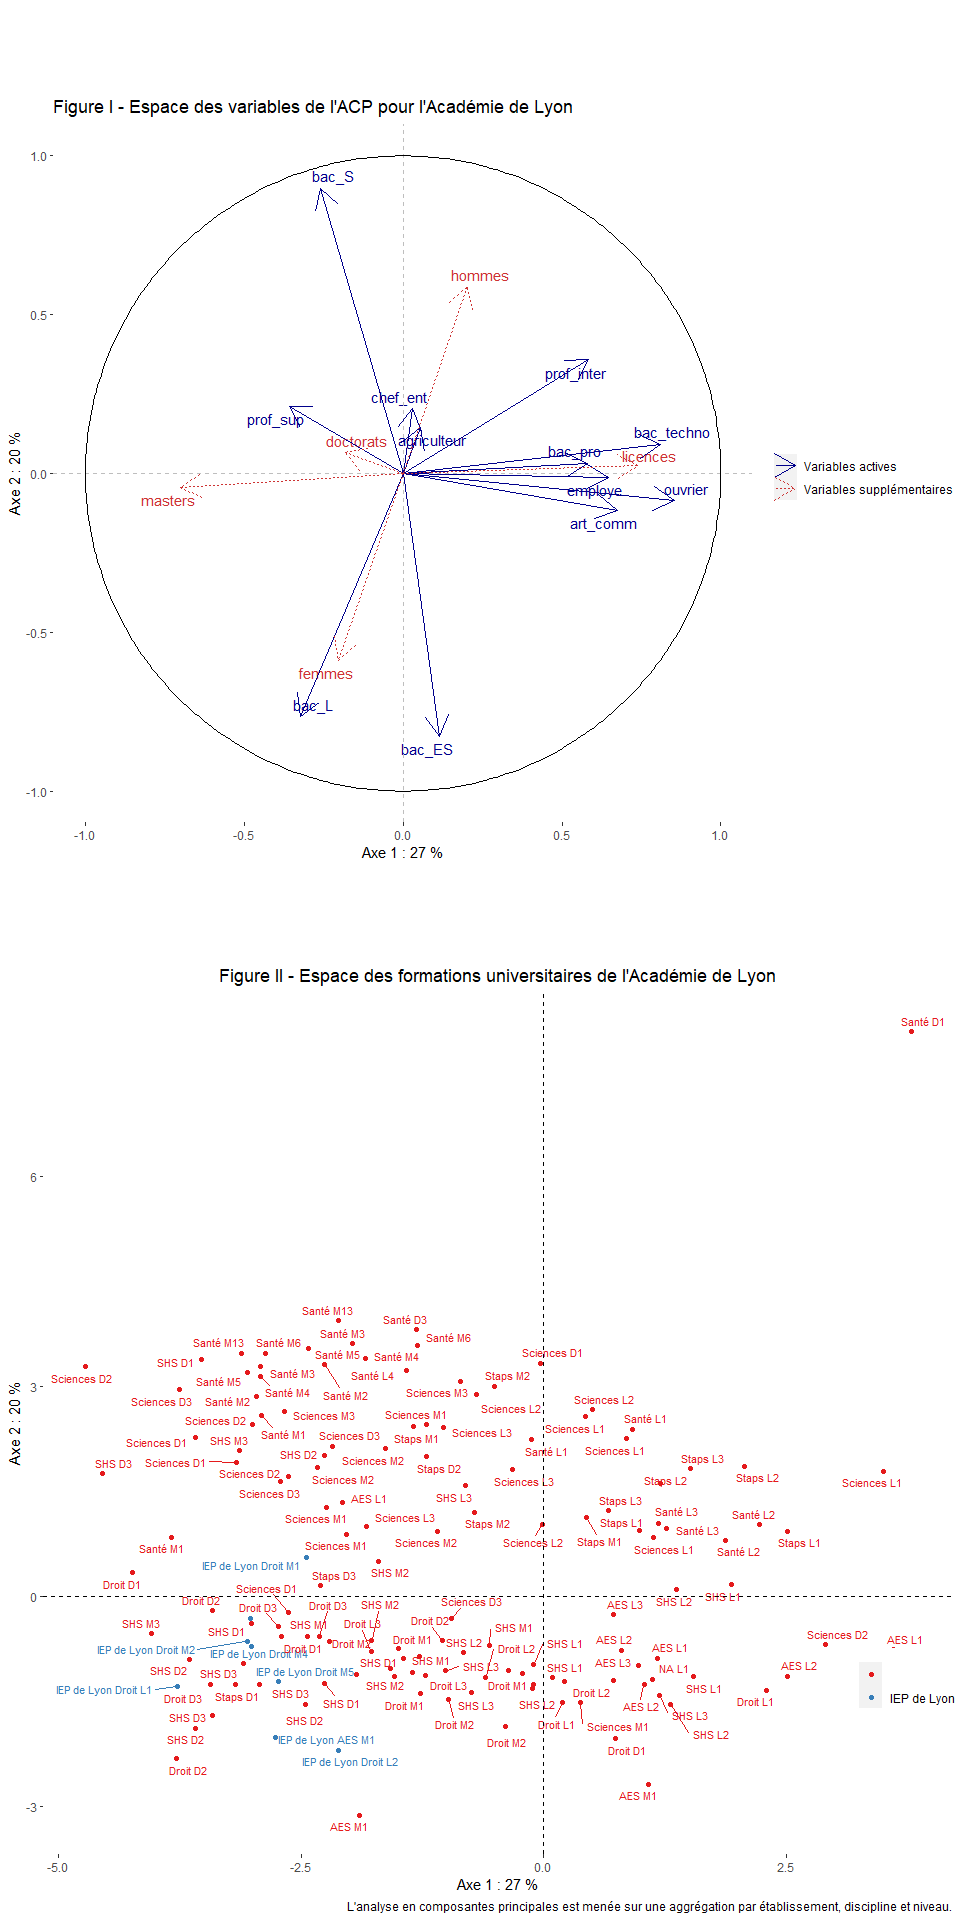 Figure I - Espace des variables de l'ACP pour l'Académie de Lyon
1.0
bac_S
hommes
0.5
prof_inter
chef_ent
prof_sup
agriculteur
bac_techno
doctorats
bac_pro
licences
Variables actives
0.0
employe
ouvrier
Variables supplémentaires
masters
art_comm
Axe 2 : 20 %
-0.5
femmes
bac_L
bac_ES
-1.0
-1.0 -0.5 0.0 0.5 1.0
Axe 1 : 27 %
Figure II - Espace des formations universitaires de l'Académie de Lyon
Santé D1
6
Santé M13
Santé D3
Santé M13 Santé M6 Santé M3 Santé M6
SHS D1 Santé M5 Santé M4 Sciences D1
Sciences D2 Santé M5 Santé M3 Santé L4
3
Santé M4 Santé M2 Sciences M3 Staps M2
Sciences D3 Santé M2 Sciences M3 Sciences L2 Sciences L2
Sciences D2 Santé M1 Sciences M1 Sciences L3 Sciences L1 Santé L1
Sciences D1 SHS M3 SHS D2 Sciences D3 Staps M1 Santé L1 Sciences L1
SHS D3 Sciences D1 Sciences M2 Staps D2 Staps L3
Sciences D2 Sciences M2 Sciences L3 Staps L2 Staps L2 Sciences L1
Sciences D3 AES L1 SHS L3
Sciences M1 Sciences L3 Staps M2 Staps L3 Santé L3 Santé L2
Sciences M1 Sciences M2 Sciences L2 Staps M1 Staps L1 Santé L3 Staps L1
Santé M1 Sciences L1 Santé L2
IEP de Lyon Droit M1 SHS M2
Droit D1 Staps D3
0
Sciences D1 SHS L2 SHS L1
Droit D2 Droit D3 Droit D3 SHS M2 Sciences D3 AES L3
SHS M3 SHS M1 Droit L3 Droit D2 SHS M1 Sciences D2
IEP de Lyon Droit M2 Droit D1 Droit M2 Droit M1 SHS L2 Droit L2 SHS L1 AES L2 AES L1 AES L1
IEP de Lyon Droit M4
SHS D2 SHS D3 IEP de Lyon Droit M5 SHS D1 SHS M1 SHS L3 SHS L1 AES L3 NA L1 AES L2
IEP de Lyon Droit L1 SHS M2 Droit L3 Droit M1 SHS L1
Droit D3 Staps D1 SHS D3 SHS D1 Droit M1 SHS L3 SHS L2 Droit L2 AES L2 Droit L1
SHS D3 SHS D2 Droit M2 Droit L1 Sciences M1 SHS L3
IEP de Lyon
SHS D2 IEP de Lyon AES M1 Droit M2 Droit D1 SHS L2
Droit D2 IEP de Lyon Droit L2
AES M1
-3
AES M1
Axe 2 : 20 %
-5.0 -2.5 0.0 2.5
Axe 1 : 27 %
L'analyse en composantes principales est menée sur une aggrégation par établissement, discipline et niveau.